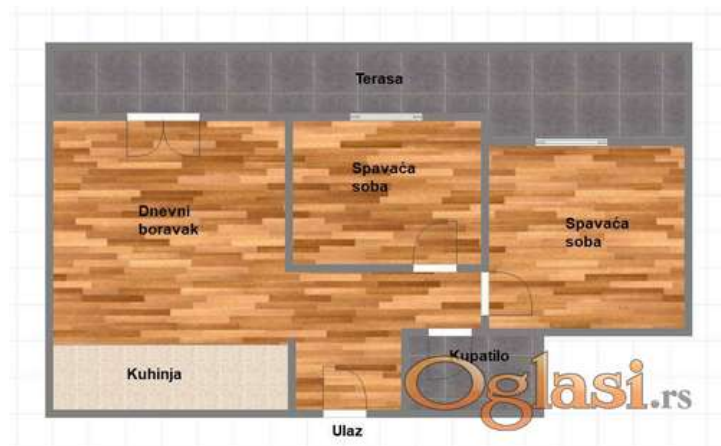 Terasa
Spavaća
soba
Dnevni
boravak
Spavaća
soba
Kupatilo
Kuhinja
Oglasi.rs
Ulaz